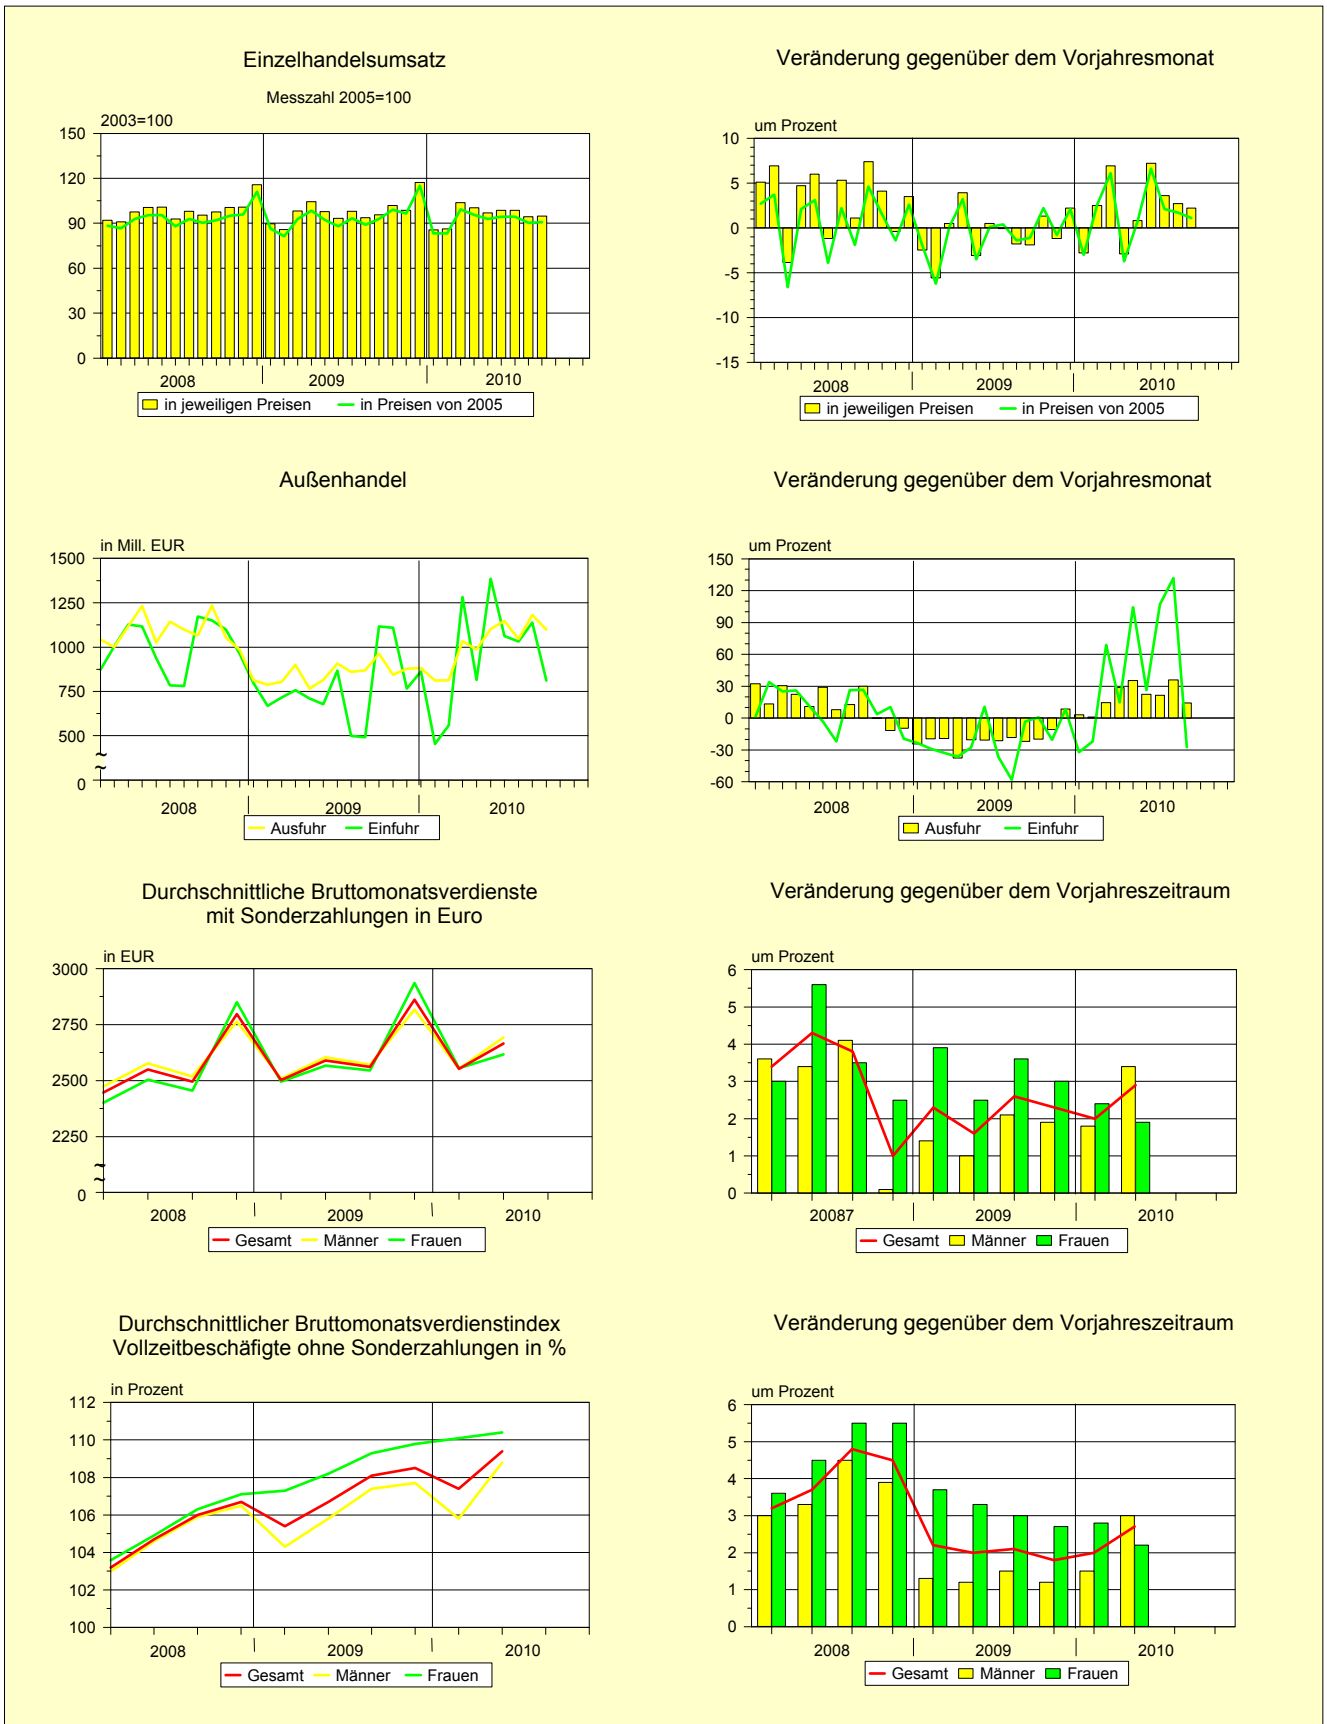 Einzelhandelsumsatz
Messzahl 2005=100
2003=100
150
120
90
60
30
0
2008
2009
2010
in jeweiligen Preisen
in Preisen von 2005
Veränderung gegenüber dem Vorjahresmonat
um Prozent
10
5
0
-5
-10
-15
2008
2009
2010
in jeweiligen Preisen
in Preisen von 2005
Außenhandel
in Mill. EUR
1500
1250
1000
750
500
~
~
0
2008
2009
2010
Ausfuhr
Einfuhr
Veränderung gegenüber dem Vorjahresmonat
um Prozent
150
120
90
60
30
0
-30
-60
2008
2009
2010
Ausfuhr
Einfuhr
Durchschnittliche Bruttomonatsverdienste
mit Sonderzahlungen in Euro
in EUR
3000
2750
2500
2250
~
~
0
2008
2009
2010
Gesamt
Männer
Frauen
Veränderung gegenüber dem Vorjahreszeitraum
um Prozent
6
5
4
3
2
1
0
20087
2009
2010
Gesamt
Männer
Frauen
Durchschnittlicher Bruttomonatsverdienstindex
Vollzeitbeschäfigte ohne Sonderzahlungen in %
in Prozent
112
110
108
106
104
102
100
2008
2009
2010
Gesamt
Männer
Frauen
Veränderung gegenüber dem Vorjahreszeitraum
um Prozent
6
5
4
3
2
1
0
2008
2009
2010
Gesamt
Männer
Frauen